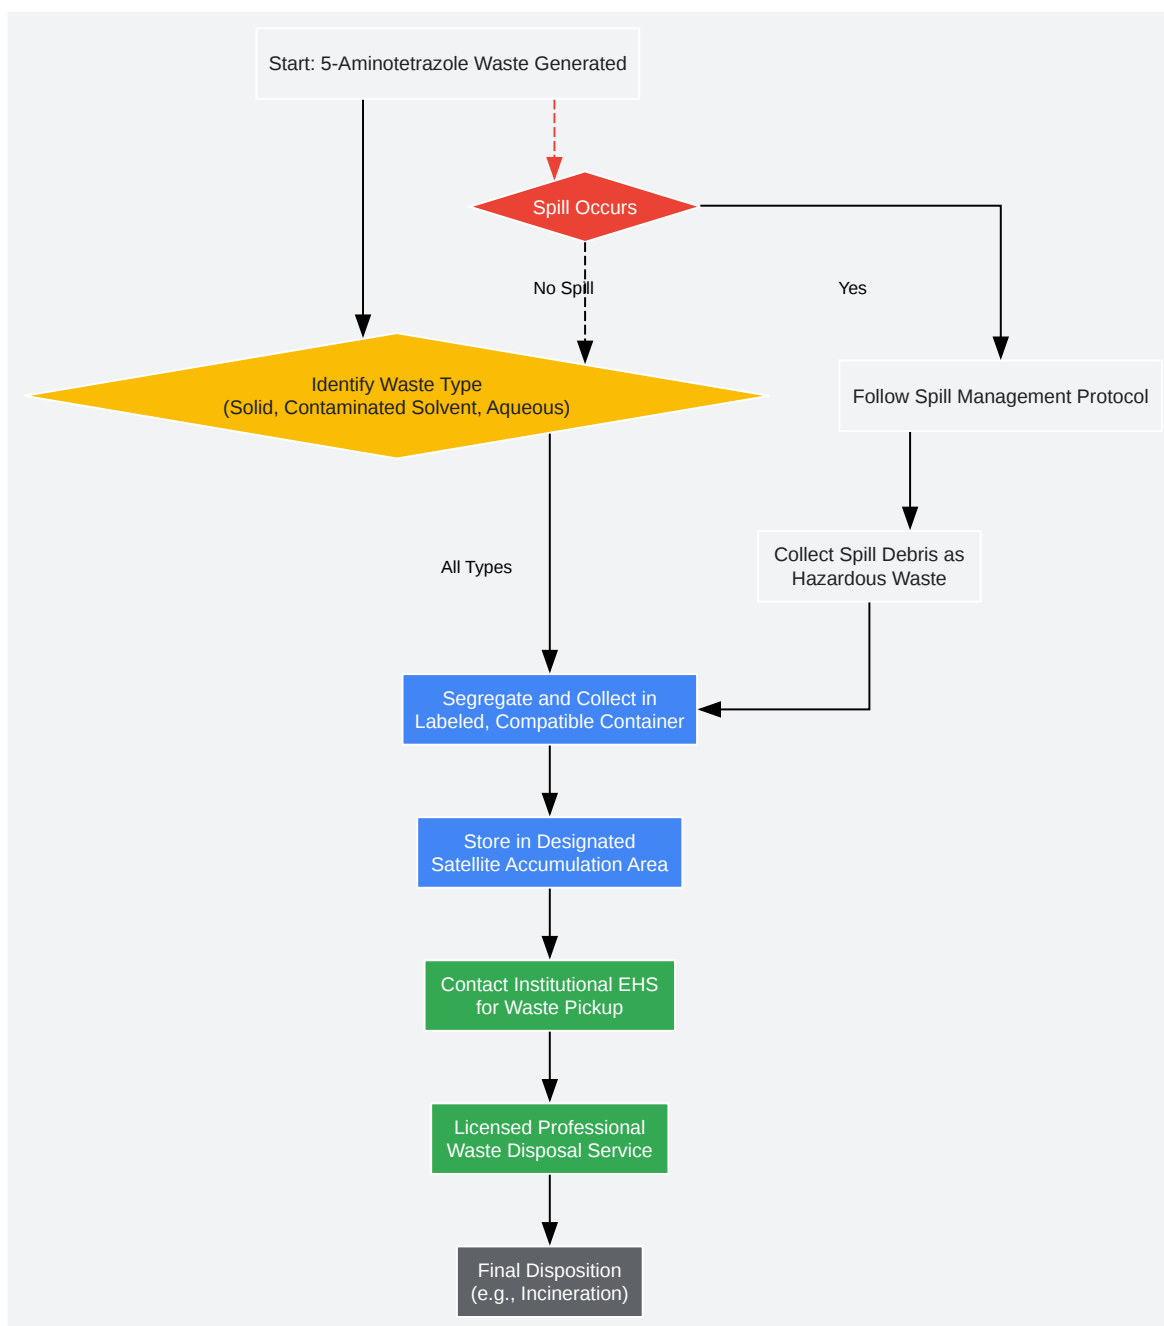 Start: 5-Aminotetrazole Waste Generated
Spill Occurs
No Spill
Yes
Identify Waste Type
(Solid, Contaminated Solvent, Aqueous)
Follow Spill Management Protocol
Collect Spill Debris as
Hazardous Waste
All Types
Segregate and Collect in
Labeled, Compatible Container
Store in Designated
Satellite Accumulation Area
Contact Institutional EHS
for Waste Pickup
Licensed Professional
Waste Disposal Service
Final Disposition
(e.g., Incineration)